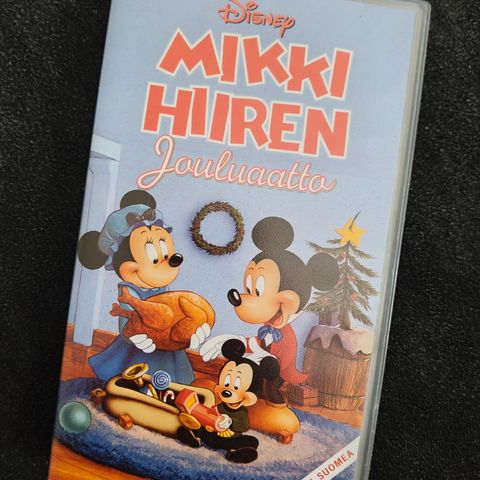 Disney
MIKKI
HIIREN
Jouluaatto
SUOMEA